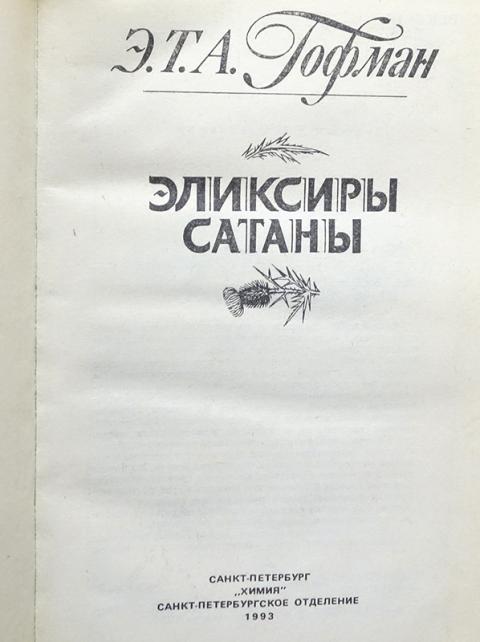 Э.Т.А. Гофман
ЭЛИКСИРЫ
САТАНЫ
САНКТ-ПЕТЕРБУРГ
„ХИМИЯ"
САНКТ-ПЕТЕРБУРГСКОЕ ОТДЕЛЕНИЕ
1993